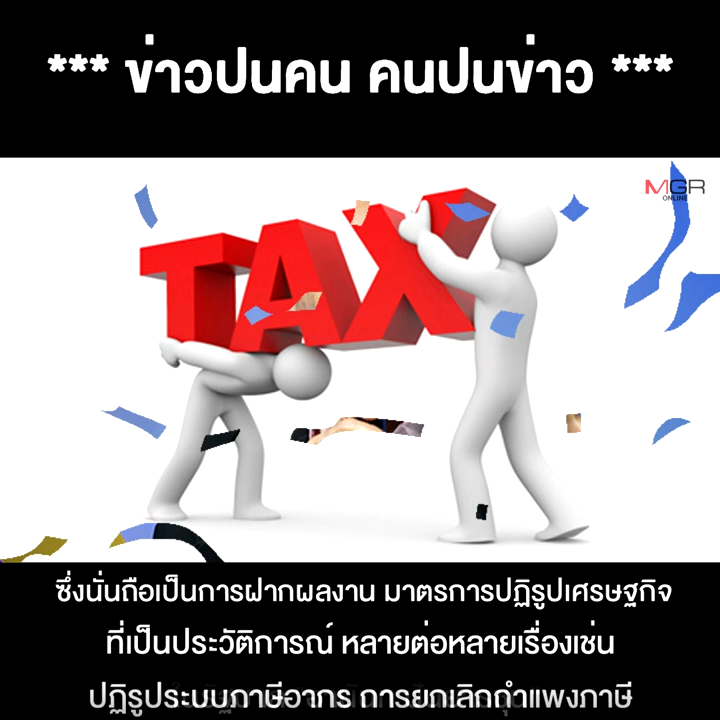 *** ข่าวปนคน คนปนข่าว ***
MGR
ONLINE
TAX
ซึ่งนั่นถือเป็นการฝากผลงาน มาตรการปฏิรูปเศรษฐกิจ
ที่เป็นประวัติการณ์ หลายต่อหลายเรื่องเช่น
ปฏิรูประบบภาษีอากร การยกเลิกกำแพงภาษี